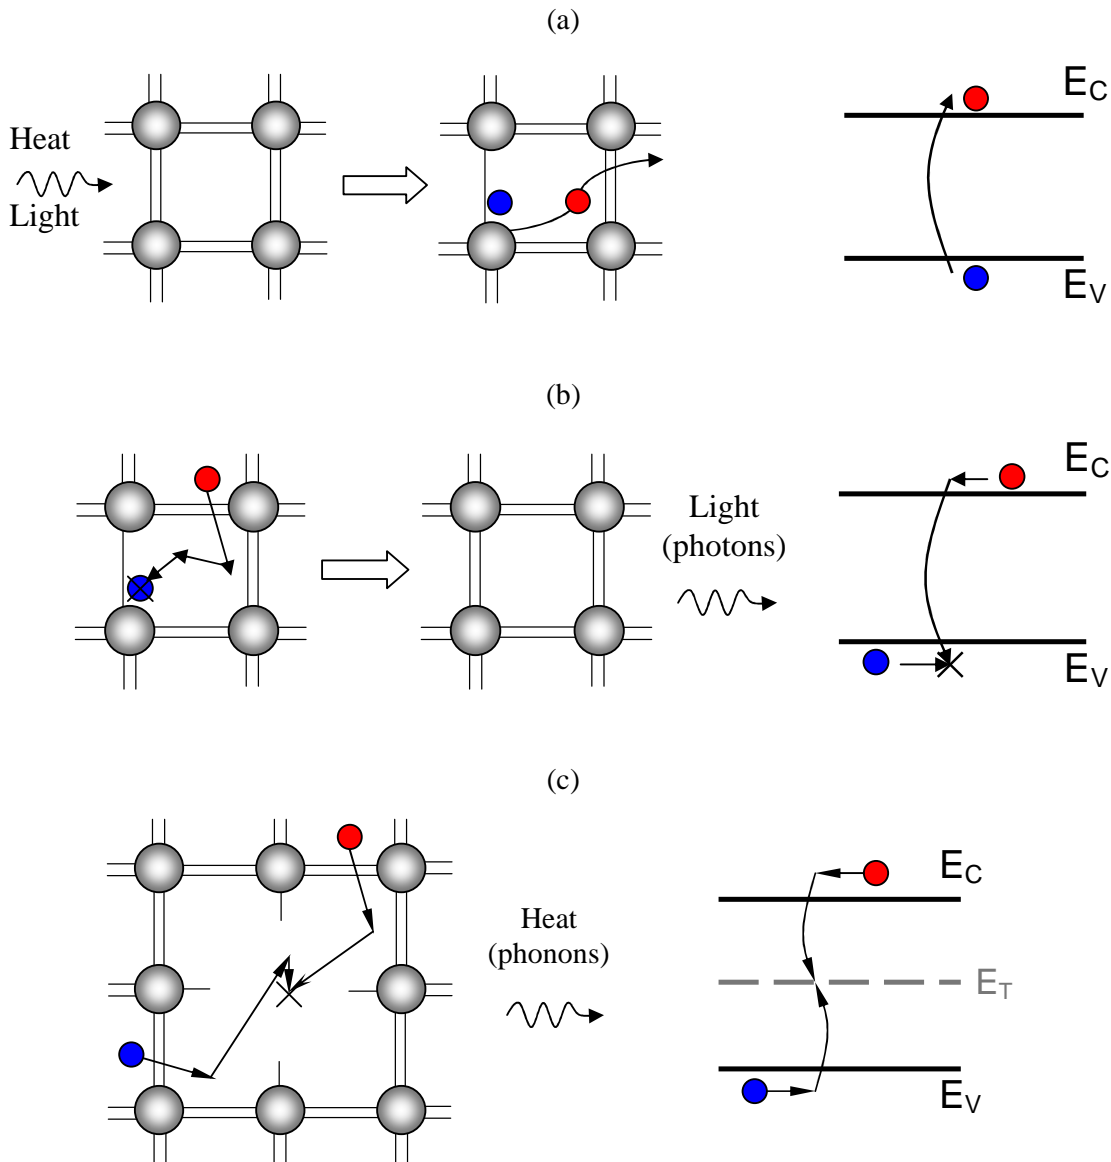 (a)
Heat
Light
E_C
E_V
(b)
Light
(photons)
E_C
E_V
(c)
Heat
(phonons)
E_C
E_T
E_V